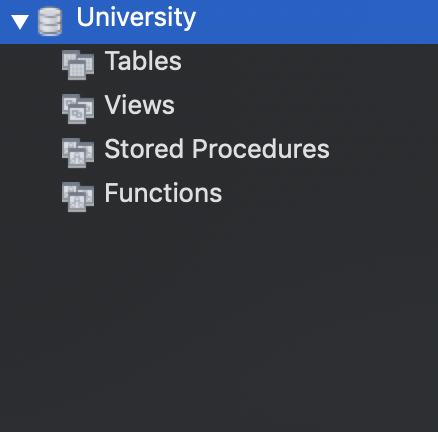 University
Tables
Views
Stored Procedures
Functions